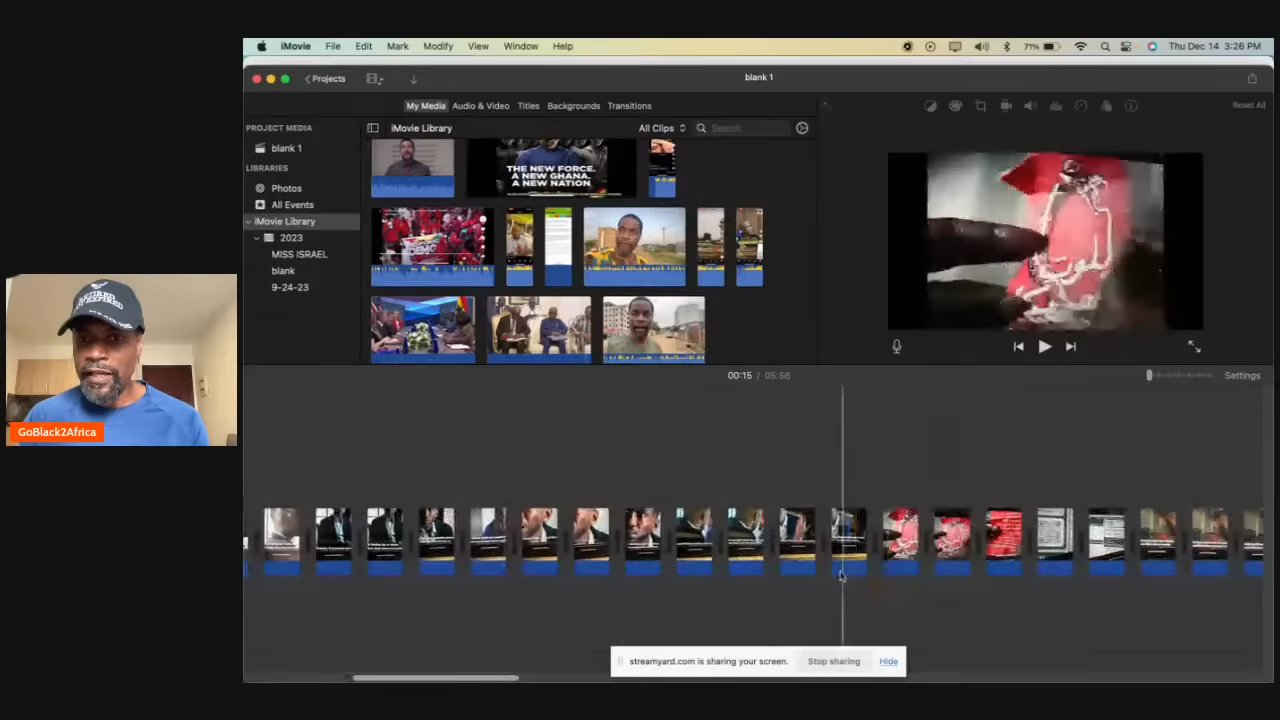 iMovie File Edit Mark Modify View Window Help 71% Thu Dec 14 3:26 PM
Projects blank 1
My Media Audio & Video Titles Backgrounds Transitions Reset All
PROJECT MEDIA
blank 1
LIBRARIES
Photos
All Events
iMovie Library
2023
MISS ISRAEL
blank
9-24-23
iMovie Library All Clips Search
THE NEW FORCE.
A NEW GHANA.
A NEW NATION.
00:15 / 05:56 Settings
GoBlack2Africa
streamyard.com is sharing your screen. Stop sharing Hide